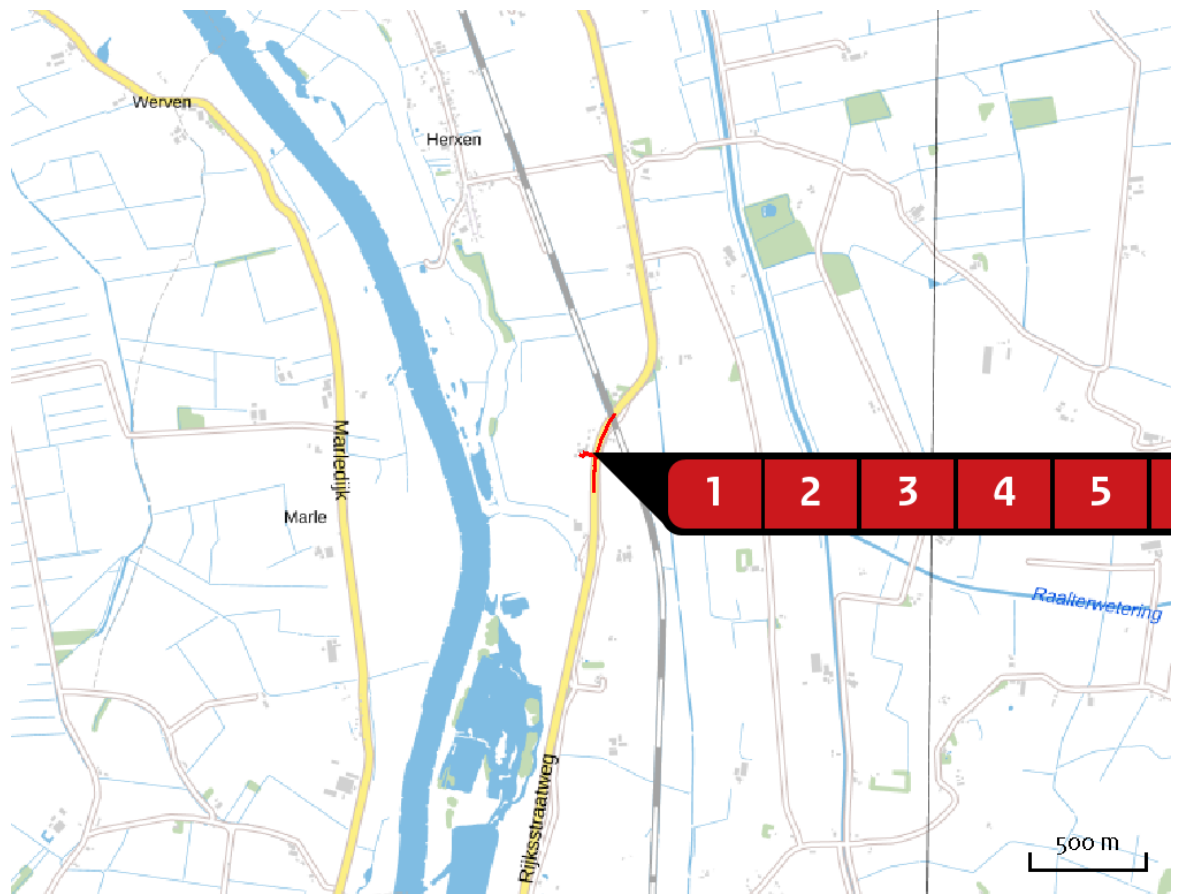 Werven
Herxen
Marledijk
Marle
1 2 3 4 5
Raalterwetering
Rijksstraatweg
500 m